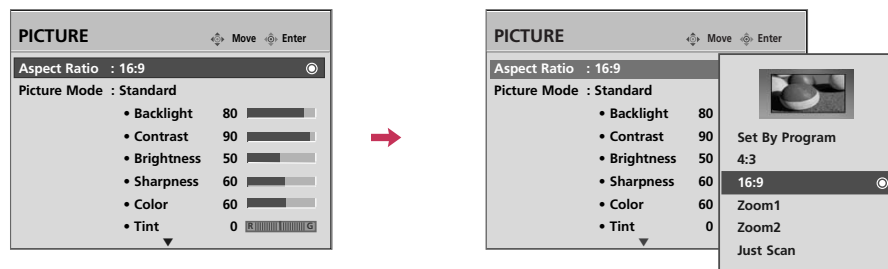 PICTURE Move Enter
Aspect Ratio : 16:9
Picture Mode : Standard
• Backlight 80
• Contrast 90
• Brightness 50
• Sharpness 60
• Color 60
• Tint 0 R G
PICTURE Move Enter
Aspect Ratio : 16:9
Picture Mode : Standard
• Backlight 80
• Contrast 90
• Brightness 50
• Sharpness 60
• Color 60
• Tint 0
Set By Program
4:3
16:9
Zoom1
Zoom2
Just Scan